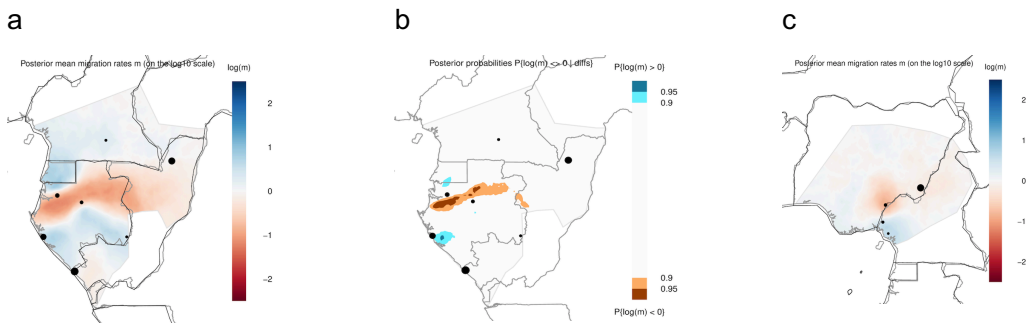 a
b
c
Posterior mean migration rates m (on the log10 scale)
log(m)
2
1
0
−1
−2
Posterior probabilities P{log(m) <> 0 | diffs}
P{log(m) > 0}
0.95
0.9
0.9
0.95
P{log(m) < 0}
Posterior mean migration rates m (on the log10 scale)
log(m)
2
1
0
−1
−2